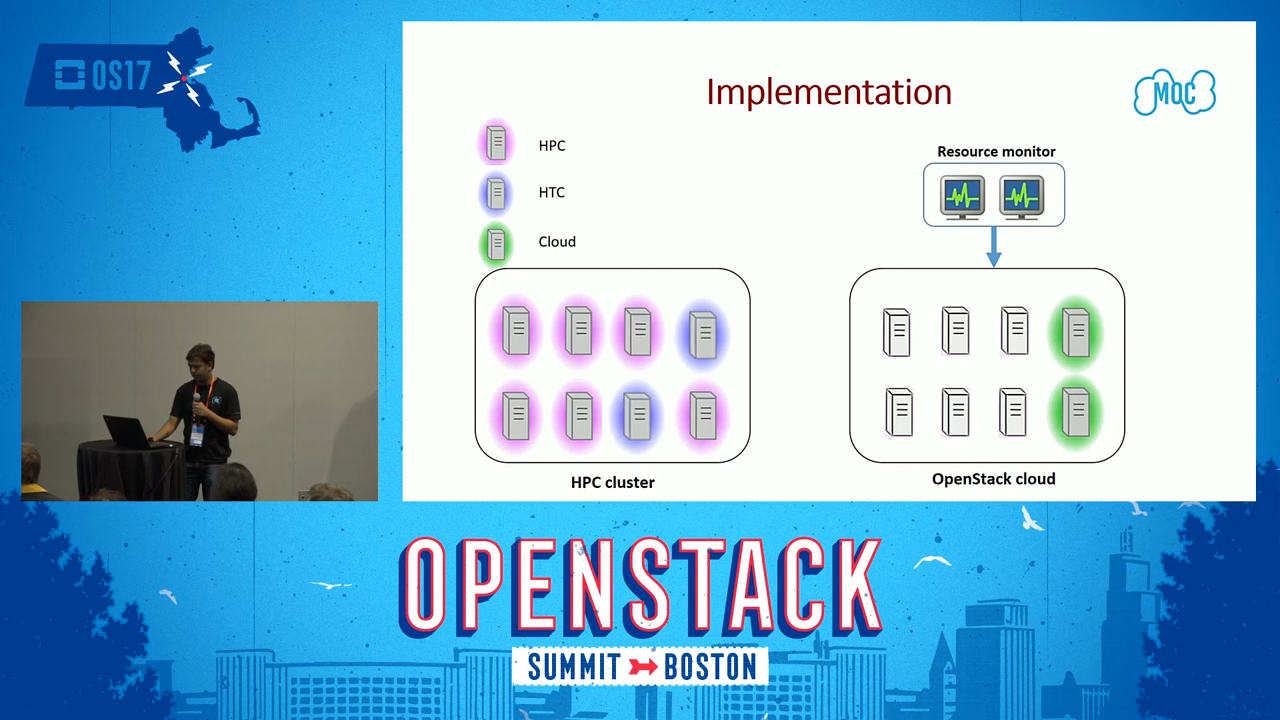 OS17
Implementation
MOC
HPC
HTC
Cloud
Resource monitor
HPC cluster
OpenStack cloud
OPENSTACK
SUMMIT BOSTON